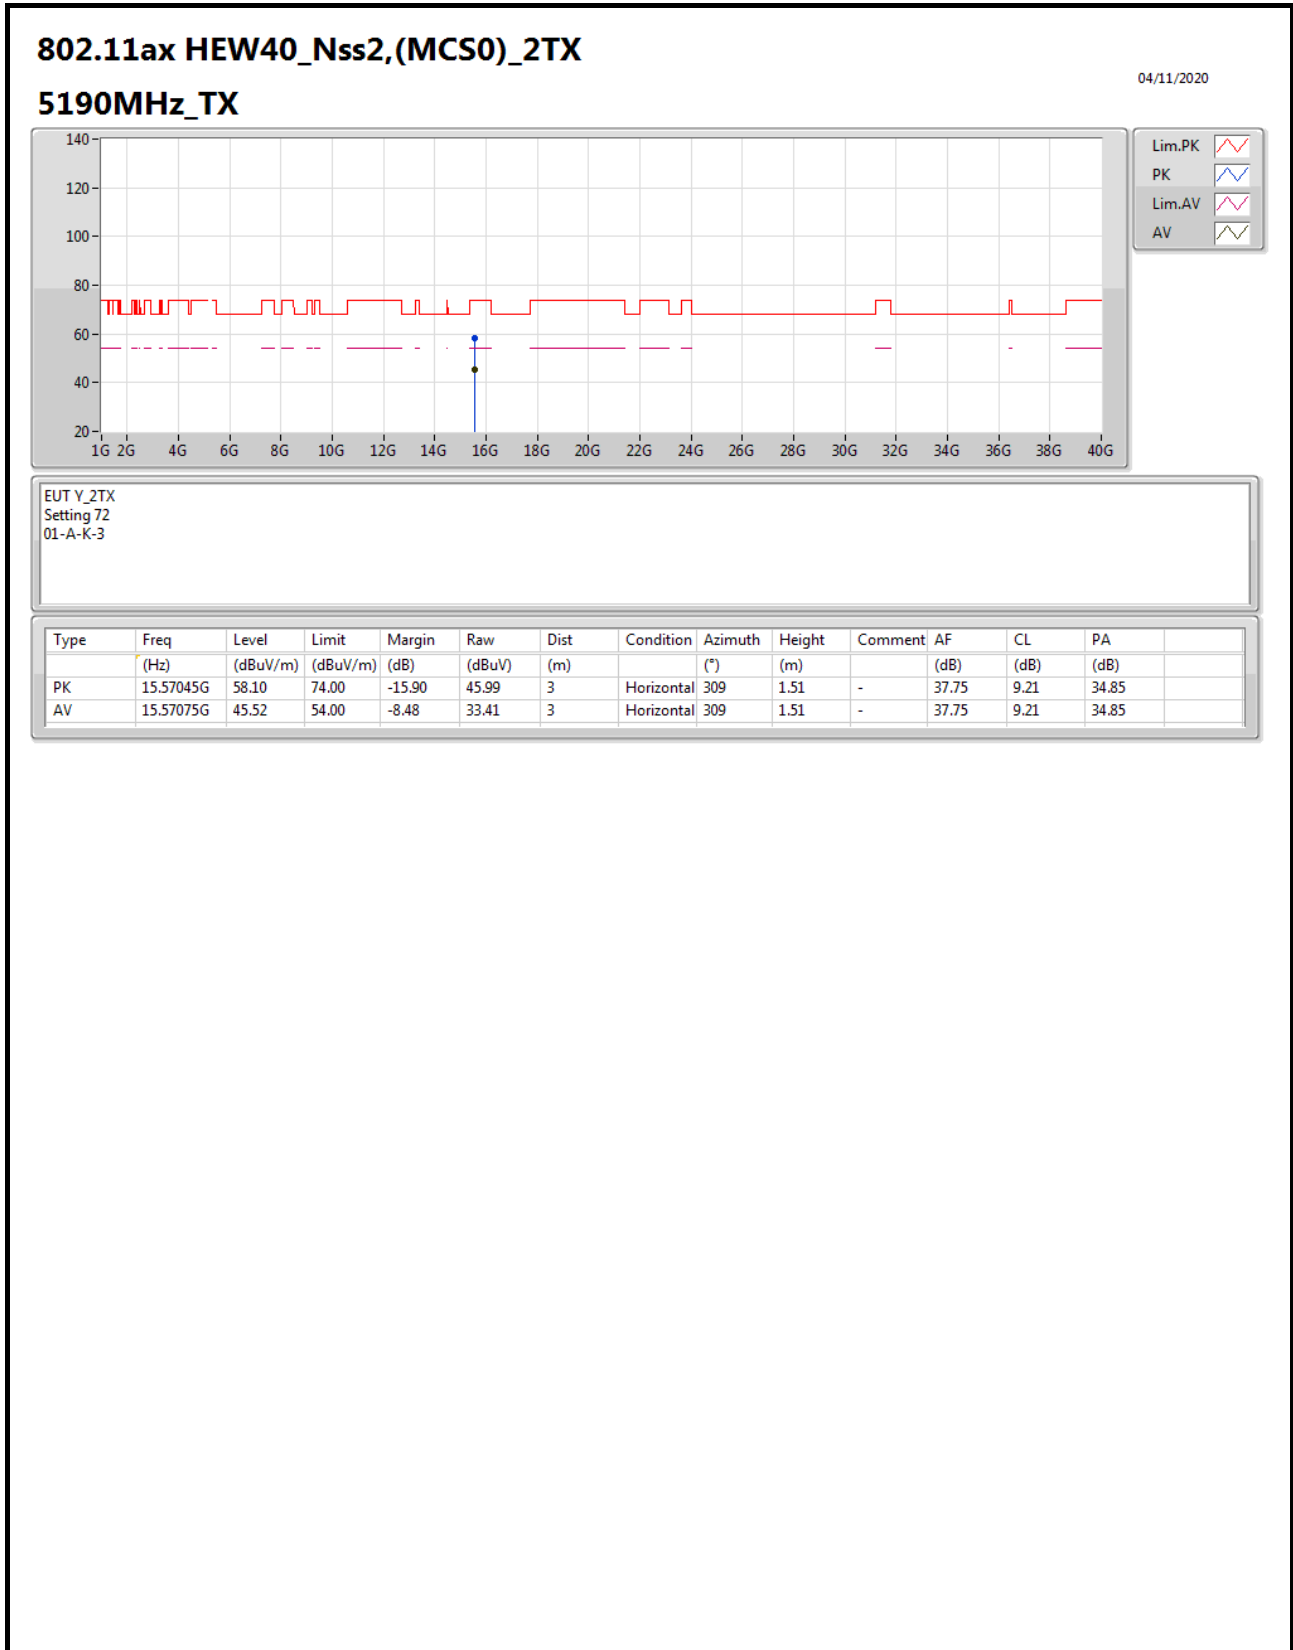 802.11ax HEW40_Nss2,(MCS0)_2TX
04/11/2020
5190MHz_TX
140
120
100
80
60
40
20
1G 2G 4G 6G 8G 10G 12G 14G 16G 18G 20G 22G 24G 26G 28G 30G 32G 34G 36G 38G 40G
Lim.PK
PK
Lim.AV
AV
EUT Y_2TX
Setting 72
01-A-K-3
Type Freq Level Limit Margin Raw Dist Condition Azimuth Height Comment AF CL PA
(Hz) (dBuV/m) (dBuV/m) (dB) (dBuV) (m) (°) (m) (dB) (dB) (dB)
PK 15.57045G 58.10 74.00 -15.90 45.99 3 Horizontal 309 1.51 - 37.75 9.21 34.85
AV 15.57075G 45.52 54.00 -8.48 33.41 3 Horizontal 309 1.51 - 37.75 9.21 34.85